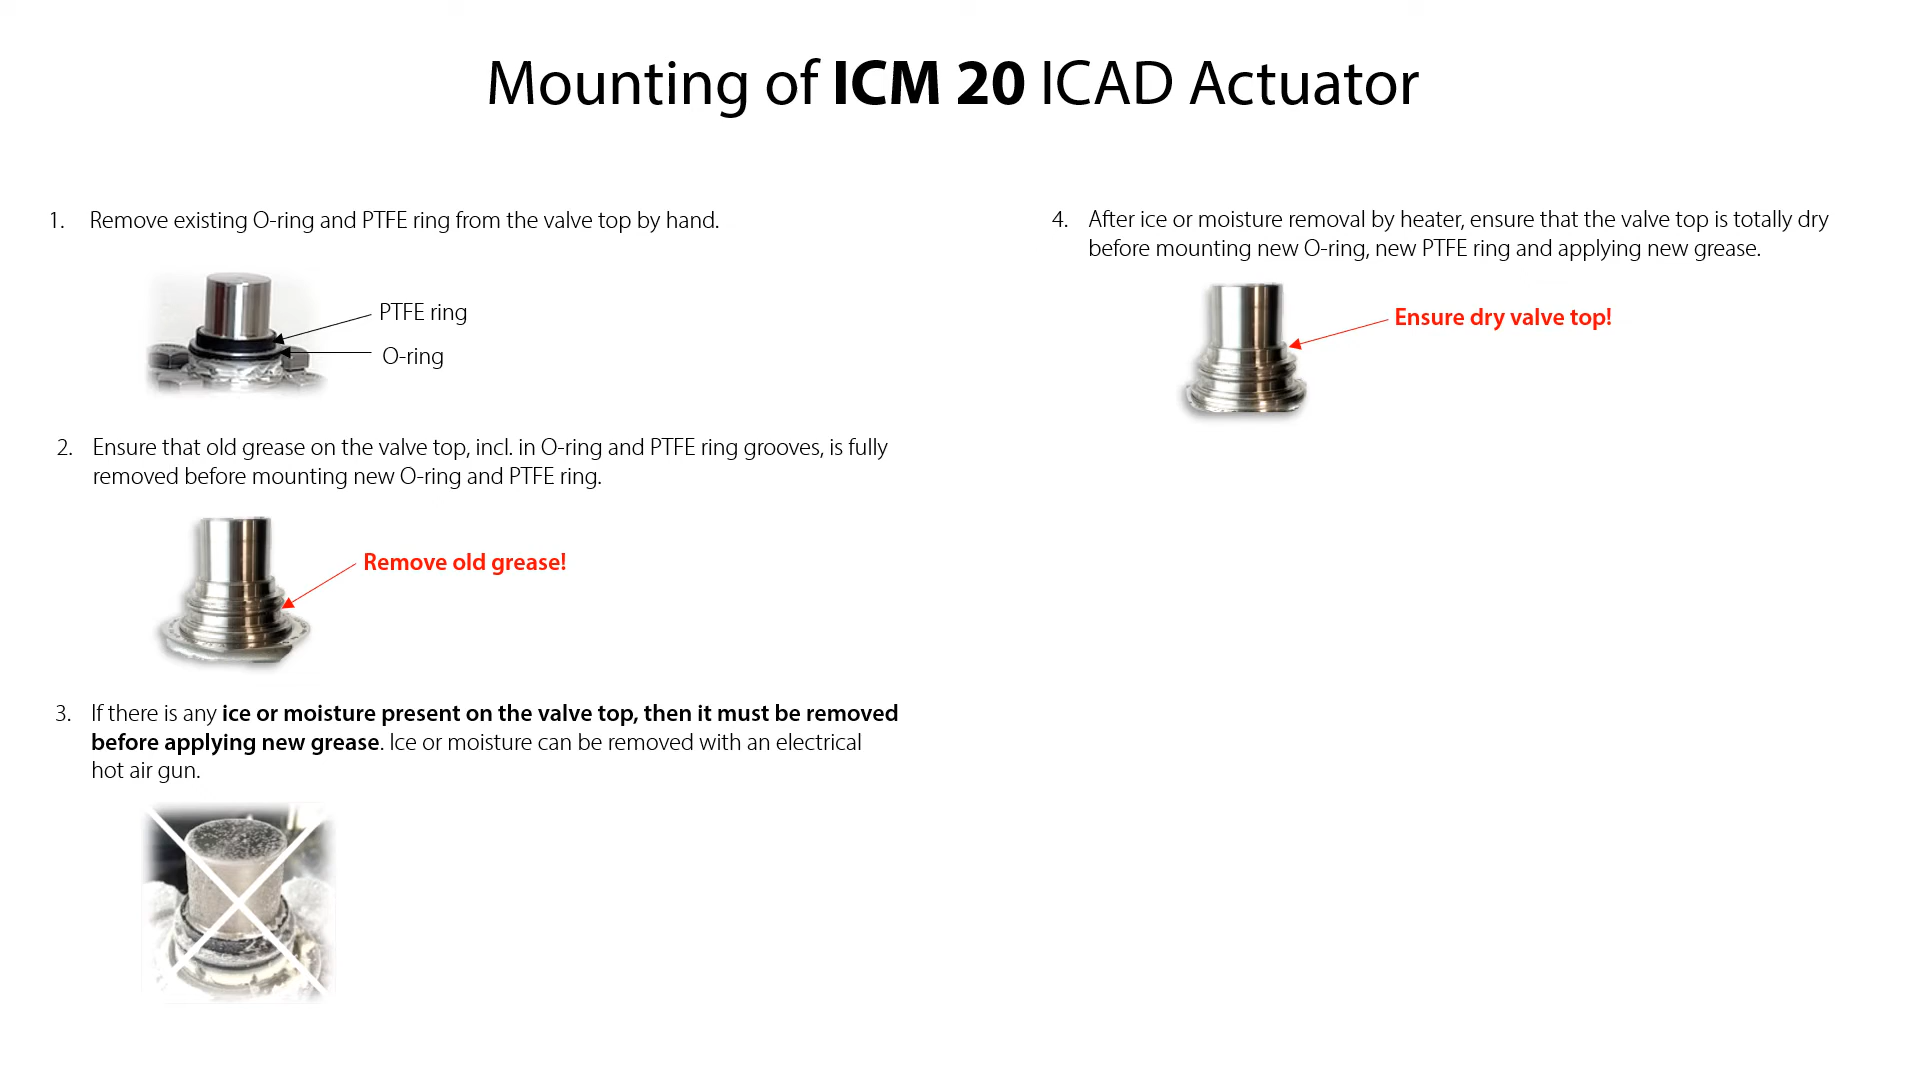 Mounting of ICM 20 ICAD Actuator
1. Remove existing O-ring and PTFE ring from the valve top by hand.
PTFE ring
O-ring
2. Ensure that old grease on the valve top, incl. in O-ring and PTFE ring grooves, is fully
removed before mounting new O-ring and PTFE ring.
Remove old grease!
3. If there is any ice or moisture present on the valve top, then it must be removed
before applying new grease. Ice or moisture can be removed with an electrical
hot air gun.
4. After ice or moisture removal by heater, ensure that the valve top is totally dry
before mounting new O-ring, new PTFE ring and applying new grease.
Ensure dry valve top!